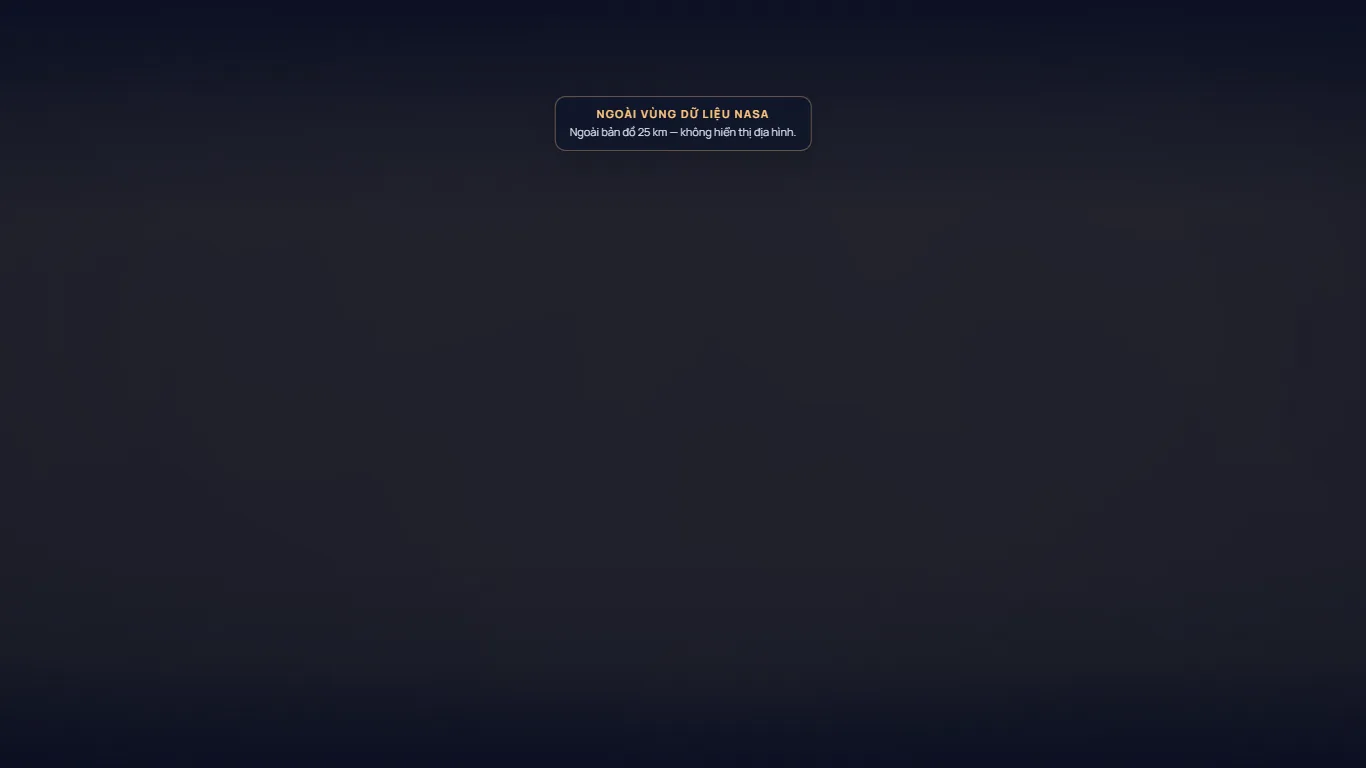 NGOÀI VÙNG DỮ LIỆU NASA
Ngoài bản đồ 25 km — không hiển thị địa hình.